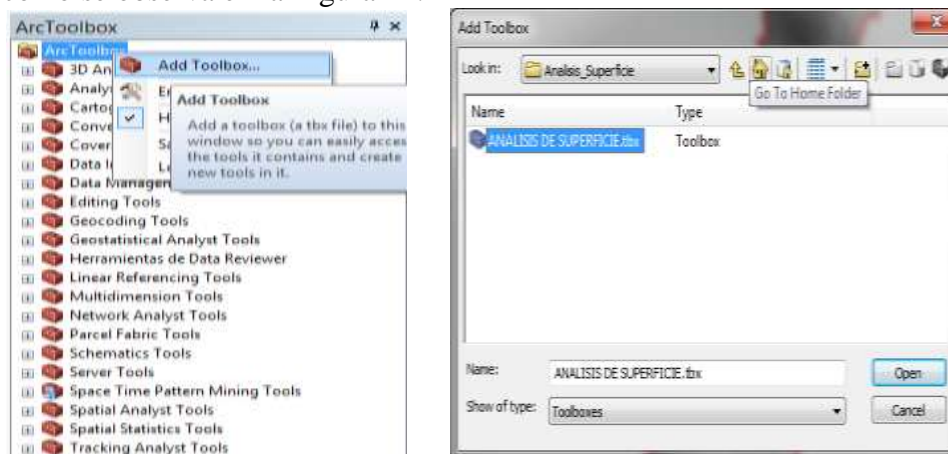 ArcToolbox
ArcToolbox
3D An
Add Toolbox...
Analy
Cartog
Conve
Cover
Data I
Data Managem
Add Toolbox
Add a toolbox (a tbx file) to this
window so you can easily acces
the tools it contains and create
new tools in it.
Editing Tools
Geocoding Tools
Geostatistical Analyst Tools
Herramientas de Data Reviewer
Linear Referencing Tools
Multidimension Tools
Network Analyst Tools
Parcel Fabric Tools
Schematics Tools
Server Tools
Space Time Pattern Mining Tools
Spatial Analyst Tools
Spatial Statistics Tools
Tracking Analyst Tools
Add Toolbox
Look in: Analisis_Superficie
Go To Home Folder
Name Type
ANALISIS DE SUPERFICIE.tbx Toolbox
Name: ANALISIS DE SUPERFICIE.tbx Open
Show of type: Toolboxes Cancel